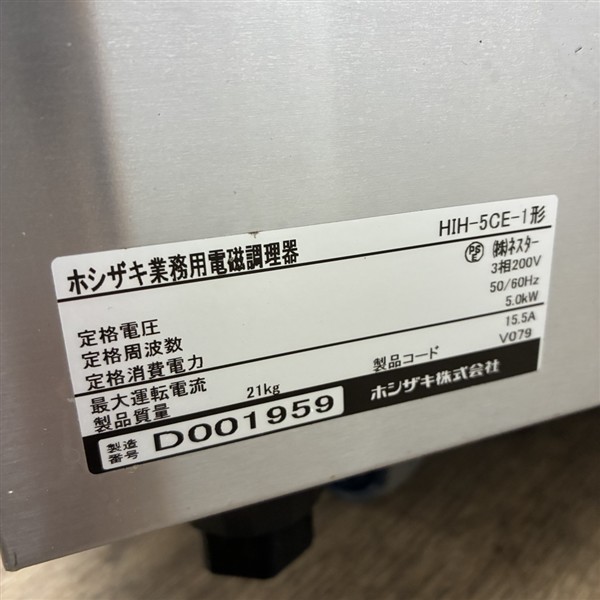 ホシザキ業務用電磁調理器 HIH-5CE-1形
PS E ㈱ネスター
定格電圧 3相200V
定格周波数 50/60Hz
定格消費電力 5.0kW
最大運転電流 15.5A
製品質量 21kg 製品コード V079
製造番号 D001959 ホシザキ株式会社